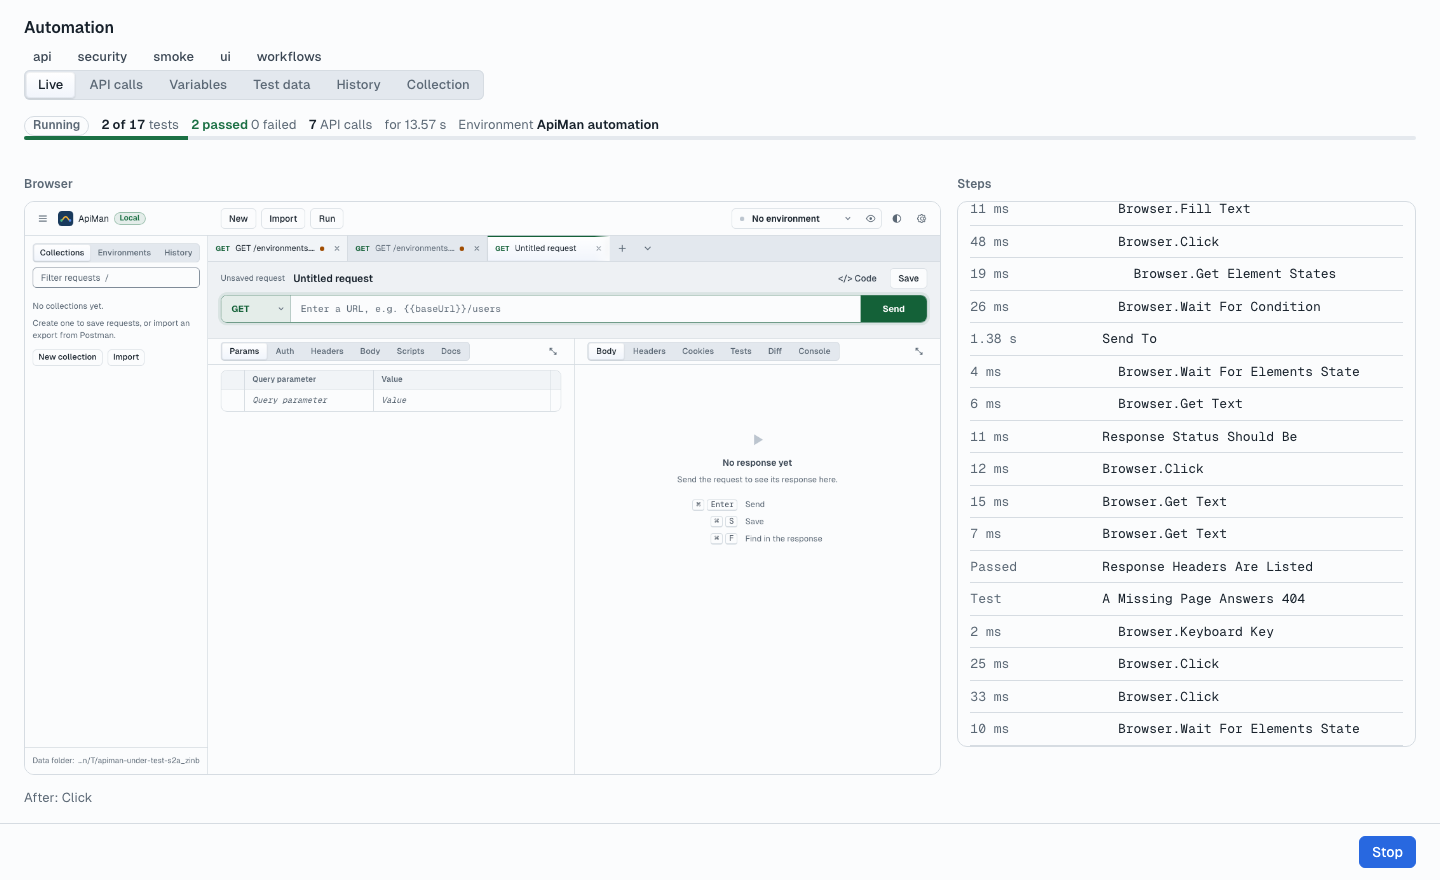 Automation
api security smoke ui workflows
Live API calls Variables Test data History Collection
Running 2 of 17 tests 2 passed 0 failed 7 API calls for 13.57 s Environment ApiMan automation
Browser
ApiMan Local New Import Run No environment
Collections Environments History
GET GET /environments... × GET GET /environments... × GET Untitled request × +
Filter requests /
Unsaved request Untitled request </> Code Save
No collections yet.
Create one to save requests, or import an
export from Postman.
New collection Import
GET Enter a URL, e.g. {{baseUrl}}/users Send
Params Auth Headers Body Scripts Docs
Query parameter Value
Query parameter Value
Body Headers Cookies Tests Diff Console
No response yet
Send the request to see its response here.
⌘ Enter Send
⌘ S Save
⌘ F Find in the response
Data folder: …n/T/apiman-under-test-s2a_zinb
After: Click
Steps
11 ms Browser.Fill Text
48 ms Browser.Click
19 ms Browser.Get Element States
26 ms Browser.Wait For Condition
1.38 s Send To
4 ms Browser.Wait For Elements State
6 ms Browser.Get Text
11 ms Response Status Should Be
12 ms Browser.Click
15 ms Browser.Get Text
7 ms Browser.Get Text
Passed Response Headers Are Listed
Test A Missing Page Answers 404
2 ms Browser.Keyboard Key
25 ms Browser.Click
33 ms Browser.Click
10 ms Browser.Wait For Elements State
Stop